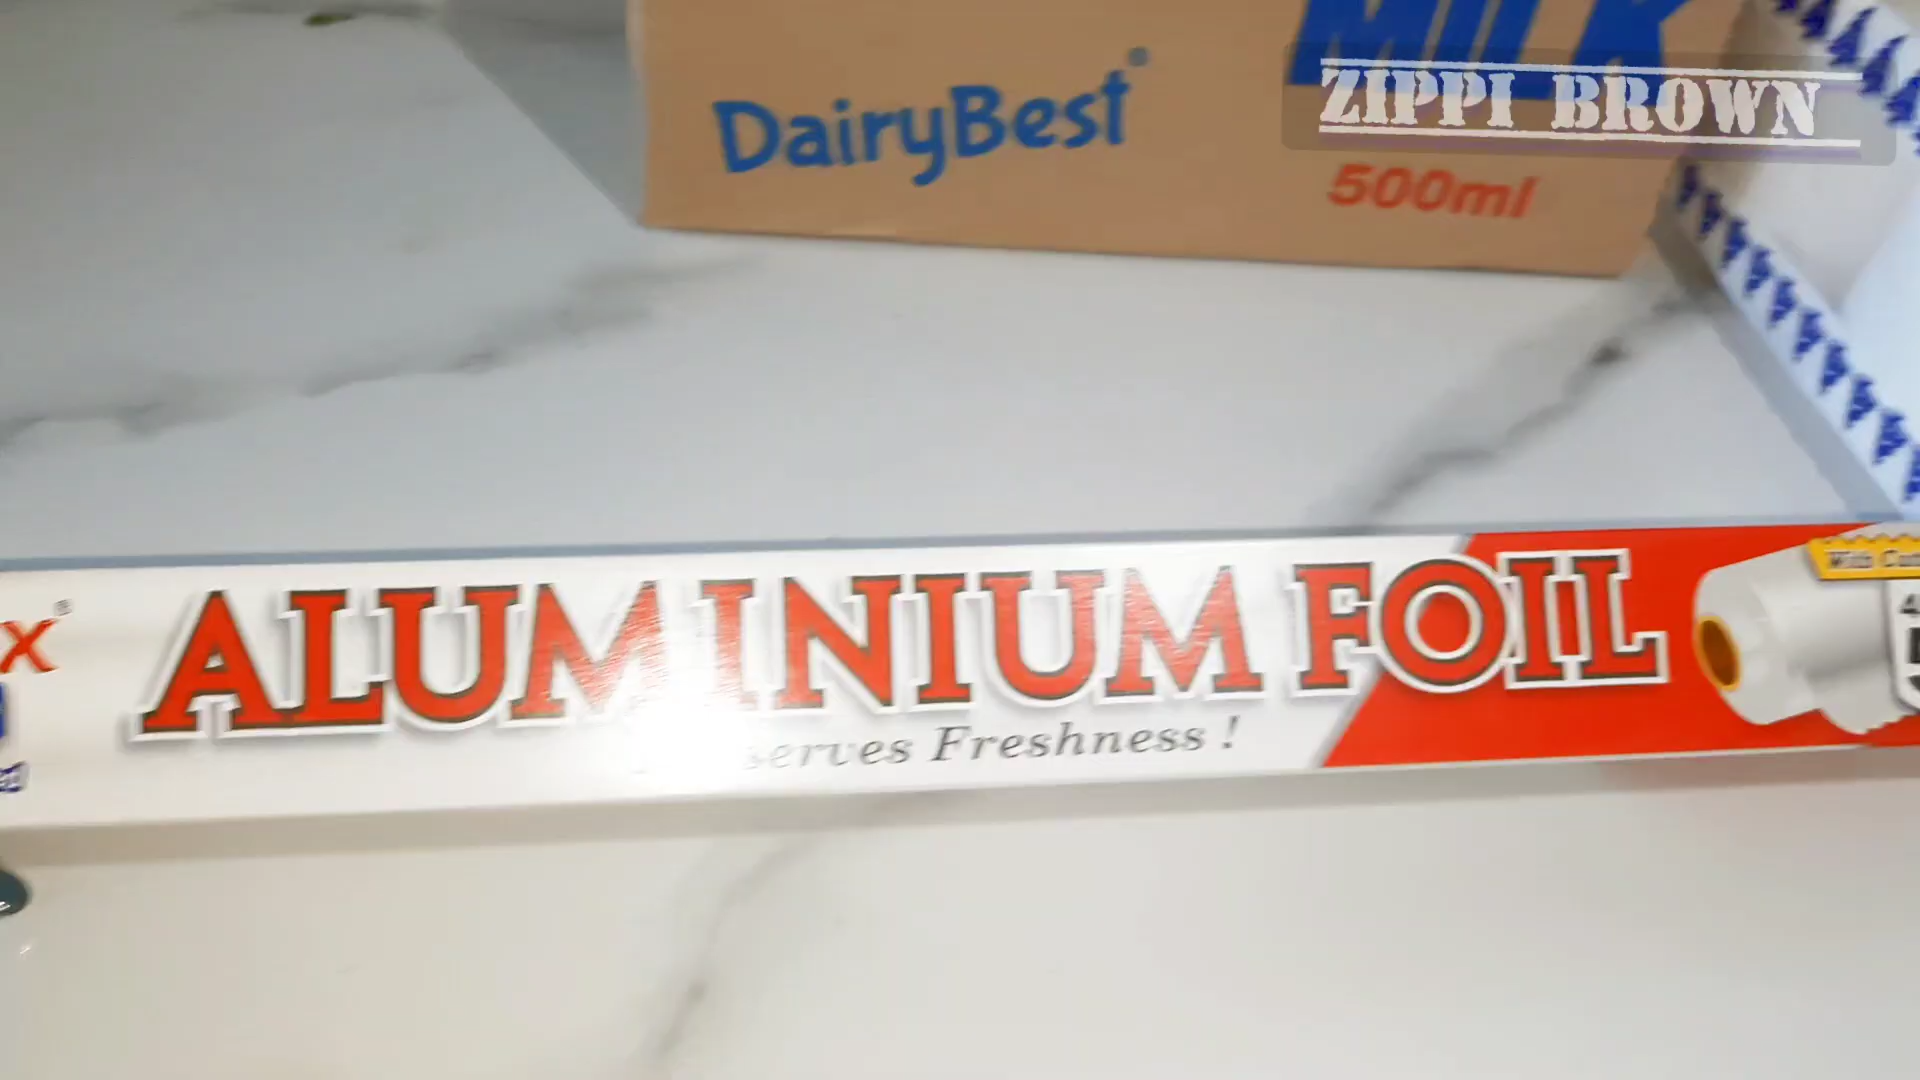 MILK
DairyBest
ZIPPI BROWN
500ml
ALUMINIUM FOIL
Freshness !